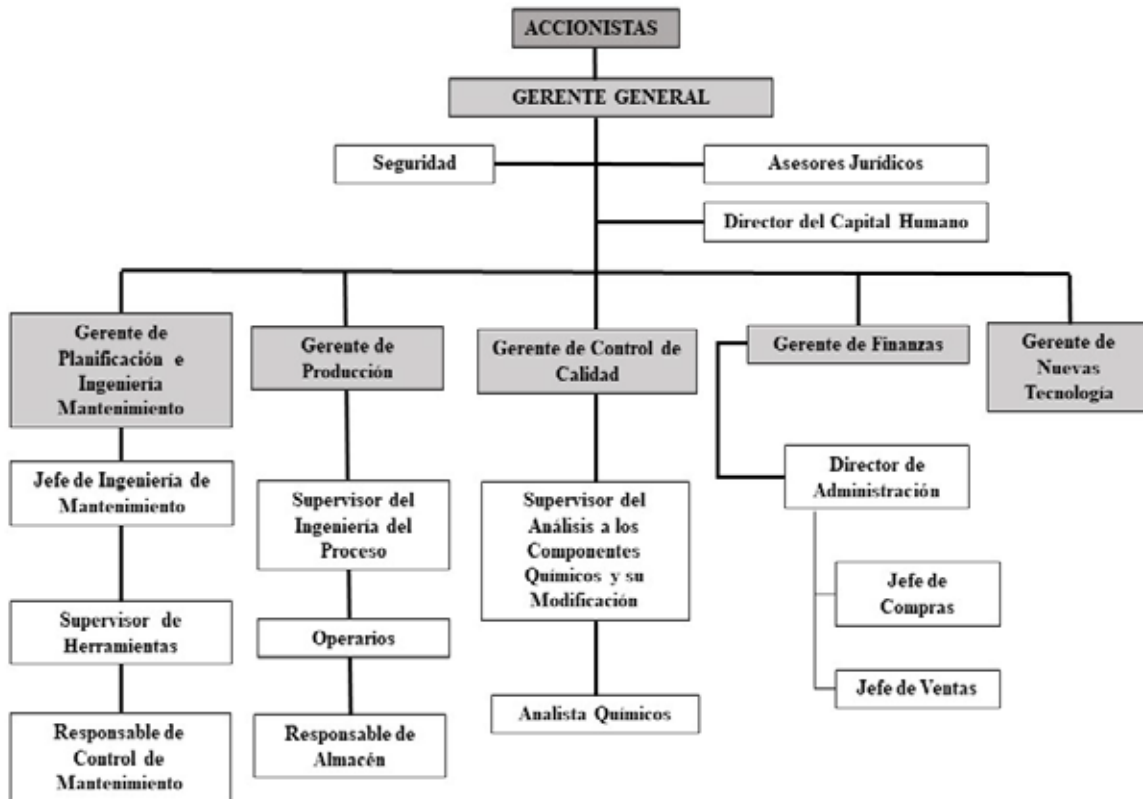 ACCIONISTAS
GERENTE GENERAL
Seguridad
Asesores Jurídicos
Director del Capital Humano
Gerente de
Planificación e
Ingeniería
Mantenimiento
Gerente de
Producción
Gerente de Control de
Calidad
Gerente de Finanzas
Gerente de
Nuevas
Tecnología
Jefe de Ingeniería de
Mantenimiento
Supervisor del
Ingeniería del
Proceso
Supervisor del
Análisis a los
Componentes
Químicos y su
Modificación
Director de
Administración
Jefe de
Compras
Supervisor de
Herramientas
Operarios
Jefe de Ventas
Analista Químicos
Responsable de
Control de
Mantenimiento
Responsable de
Almacén